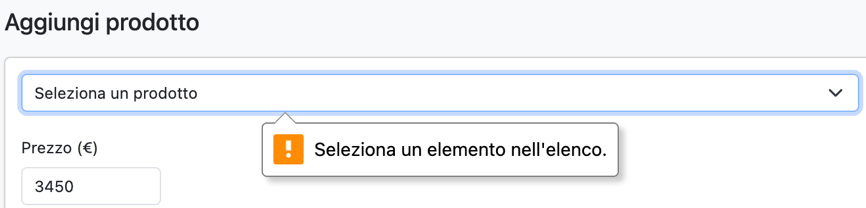 Aggiungi prodotto
Seleziona un prodotto
Seleziona un elemento nell'elenco.
Prezzo (€)
3450